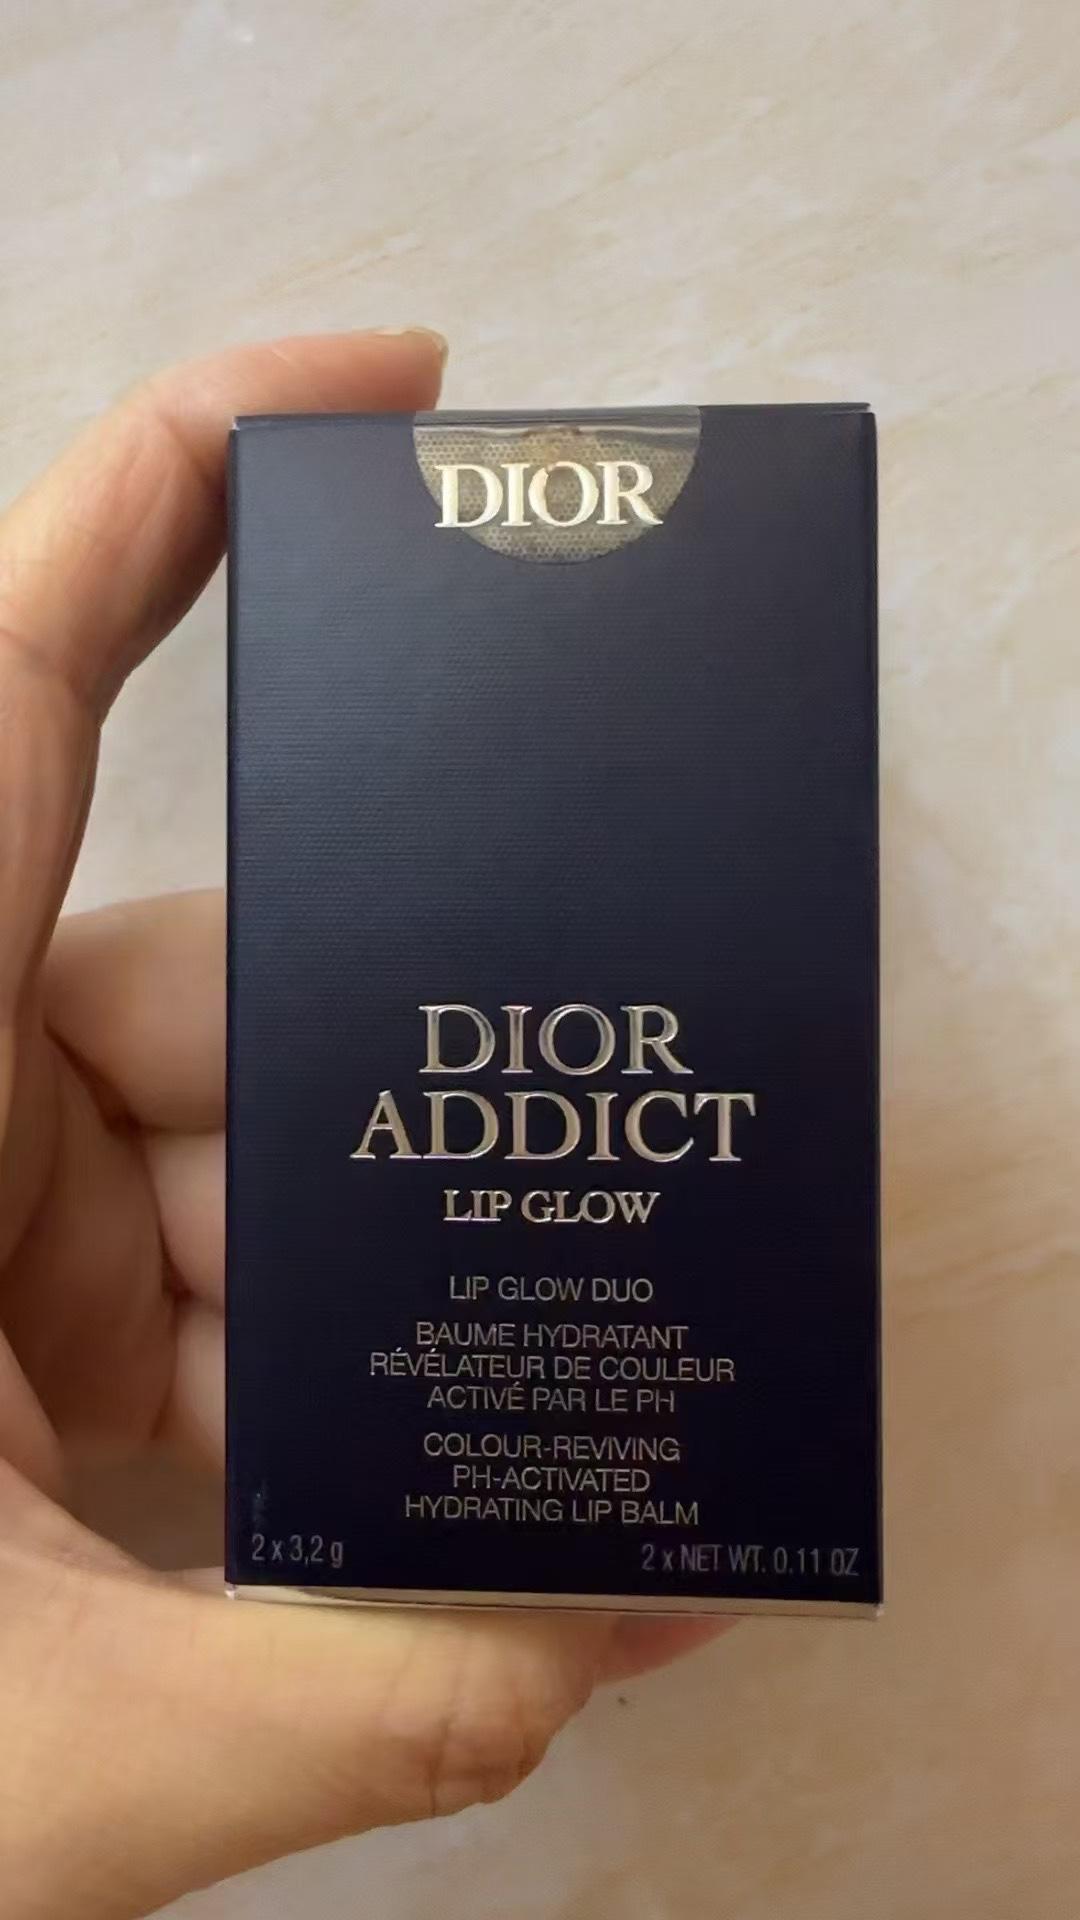 DIOR
DIOR
ADDICT
LIP GLOW
LIP GLOW DUO
BAUME HYDRATANT
RÉVÉLATEUR DE COULEUR
ACTIVÉ PAR LE PH
COLOUR-REVIVING
PH-ACTIVATED
HYDRATING LIP BALM
2 x 3,2 g 2 x NET WT. 0.11 OZ